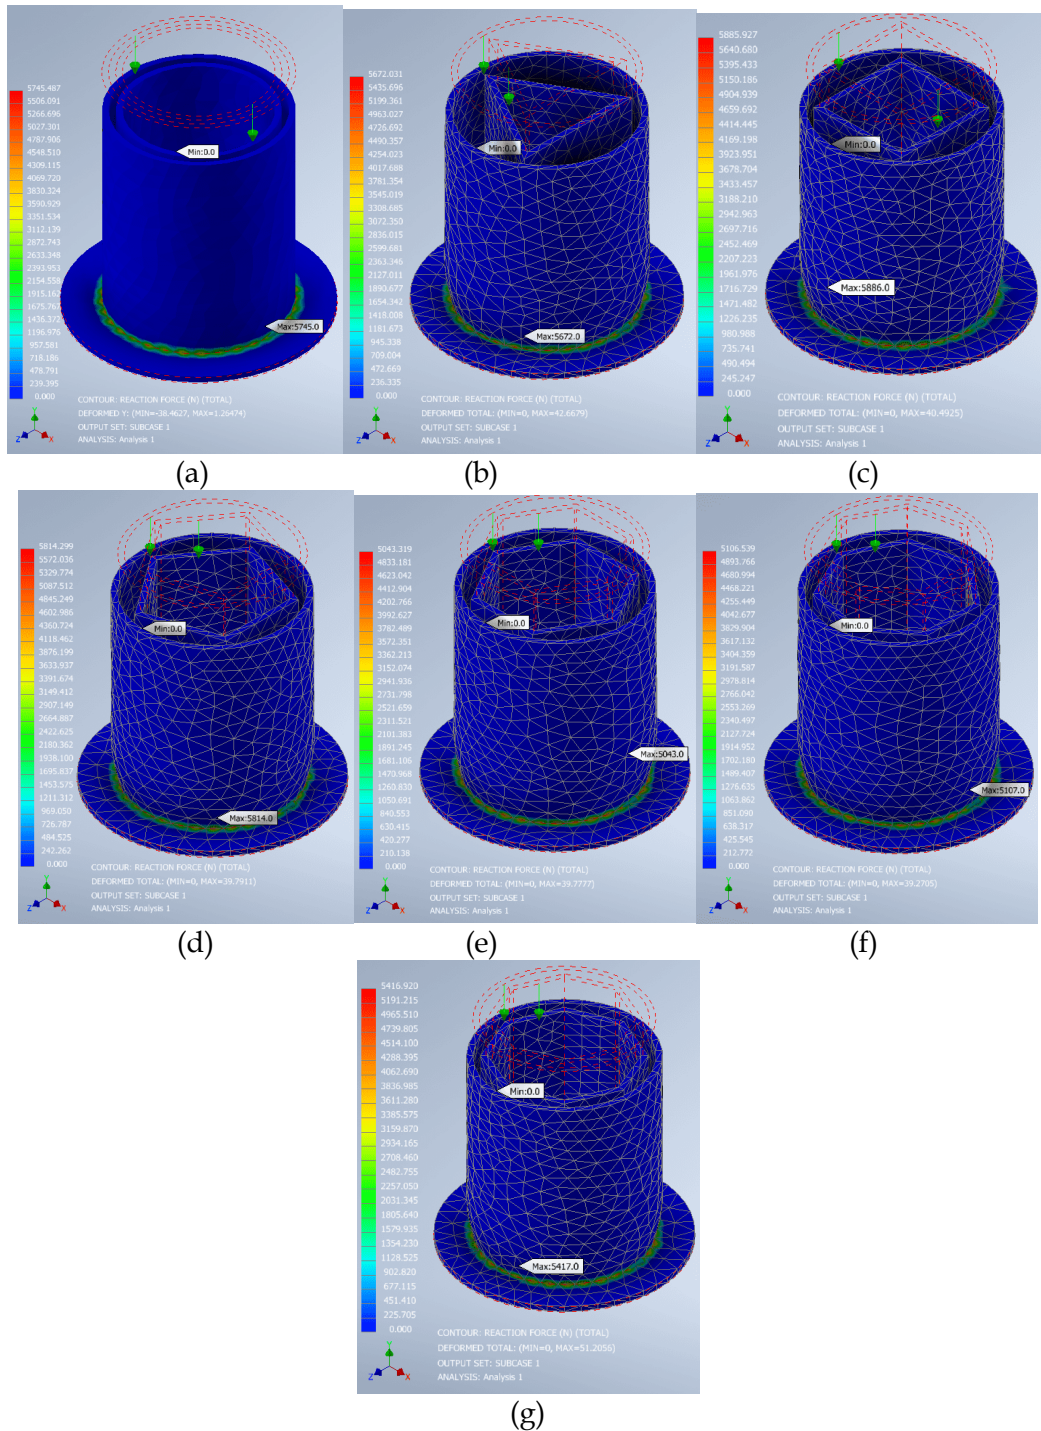 5745.487
5506.091
5266.696
5027.301
4787.906
4548.510
4309.115
4069.720
3830.324
3590.929
3351.534
3112.139
2872.743
2633.348
2393.953
2154.558
1915.162
1675.767
1436.372
1196.976
957.581
718.186
478.791
239.395
0.000
Min:0.0
Max:5745.0
Y
Z
X
CONTOUR: REACTION FORCE (N) (TOTAL)
DEFORMED Y: (MIN=-38.4627, MAX=1.26474)
OUTPUT SET: SUBCASE 1
ANALYSIS: Analysis 1
(a)
5672.031
5435.696
5199.361
4963.027
4726.692
4490.357
4254.023
4017.688
3781.354
3545.019
3308.685
3072.350
2836.015
2599.681
2363.346
2127.011
1890.677
1654.342
1418.008
1181.673
945.338
709.004
472.669
236.335
0.000
Min:0.0
Max:5672.0
Y
Z
X
CONTOUR: REACTION FORCE (N) (TOTAL)
DEFORMED TOTAL: (MIN=0, MAX=42.6679)
OUTPUT SET: SUBCASE 1
ANALYSIS: Analysis 1
(b)
5885.927
5640.680
5395.433
5150.186
4904.939
4659.692
4414.445
4169.198
3923.951
3678.704
3433.457
3188.210
2942.963
2697.716
2452.469
2207.223
1961.976
1716.729
1471.482
1226.235
980.988
735.741
490.494
245.247
0.000
Min:0.0
Max:5886.0
Y
Z
X
CONTOUR: REACTION FORCE (N) (TOTAL)
DEFORMED TOTAL: (MIN=0, MAX=40.4925)
OUTPUT SET: SUBCASE 1
ANALYSIS: Analysis 1
(c)
5814.299
5572.036
5329.774
5087.512
4845.249
4602.986
4360.724
4118.462
3876.199
3633.937
3391.674
3149.412
2907.149
2664.887
2422.625
2180.362
1938.100
1695.837
1453.575
1211.312
969.050
726.787
484.525
242.262
0.000
Min:0.0
Max:5814.0
Y
Z
X
CONTOUR: REACTION FORCE (N) (TOTAL)
DEFORMED TOTAL: (MIN=0, MAX=39.7911)
OUTPUT SET: SUBCASE 1
ANALYSIS: Analysis 1
(d)
5043.319
4833.181
4623.042
4412.904
4202.766
3992.627
3782.489
3572.351
3362.213
3152.074
2941.936
2731.798
2521.659
2311.521
2101.383
1891.245
1681.106
1470.968
1260.830
1050.691
840.553
630.415
420.277
210.138
0.000
Min:0.0
Max:5043.0
Y
Z
X
CONTOUR: REACTION FORCE (N) (TOTAL)
DEFORMED TOTAL: (MIN=0, MAX=39.7777)
OUTPUT SET: SUBCASE 1
ANALYSIS: Analysis 1
(e)
5106.539
4893.766
4680.994
4468.221
4255.449
4042.677
3829.904
3617.132
3404.359
3191.587
2978.814
2766.042
2553.269
2340.497
2127.724
1914.952
1702.180
1489.407
1276.635
1063.862
851.090
638.317
425.545
212.772
0.000
Min:0.0
Max:5107.0
Y
Z
X
CONTOUR: REACTION FORCE (N) (TOTAL)
DEFORMED TOTAL: (MIN=0, MAX=39.2705)
OUTPUT SET: SUBCASE 1
ANALYSIS: Analysis 1
(f)
5416.920
5191.215
4965.510
4739.805
4514.100
4288.395
4062.690
3836.985
3611.280
3385.575
3159.870
2934.165
2708.460
2482.755
2257.050
2031.345
1805.640
1579.935
1354.230
1128.525
902.820
677.115
451.410
225.705
0.000
Min:0.0
Max:5417.0
Y
Z
X
CONTOUR: REACTION FORCE (N) (TOTAL)
DEFORMED TOTAL: (MIN=0, MAX=51.2056)
OUTPUT SET: SUBCASE 1
ANALYSIS: Analysis 1
(g)